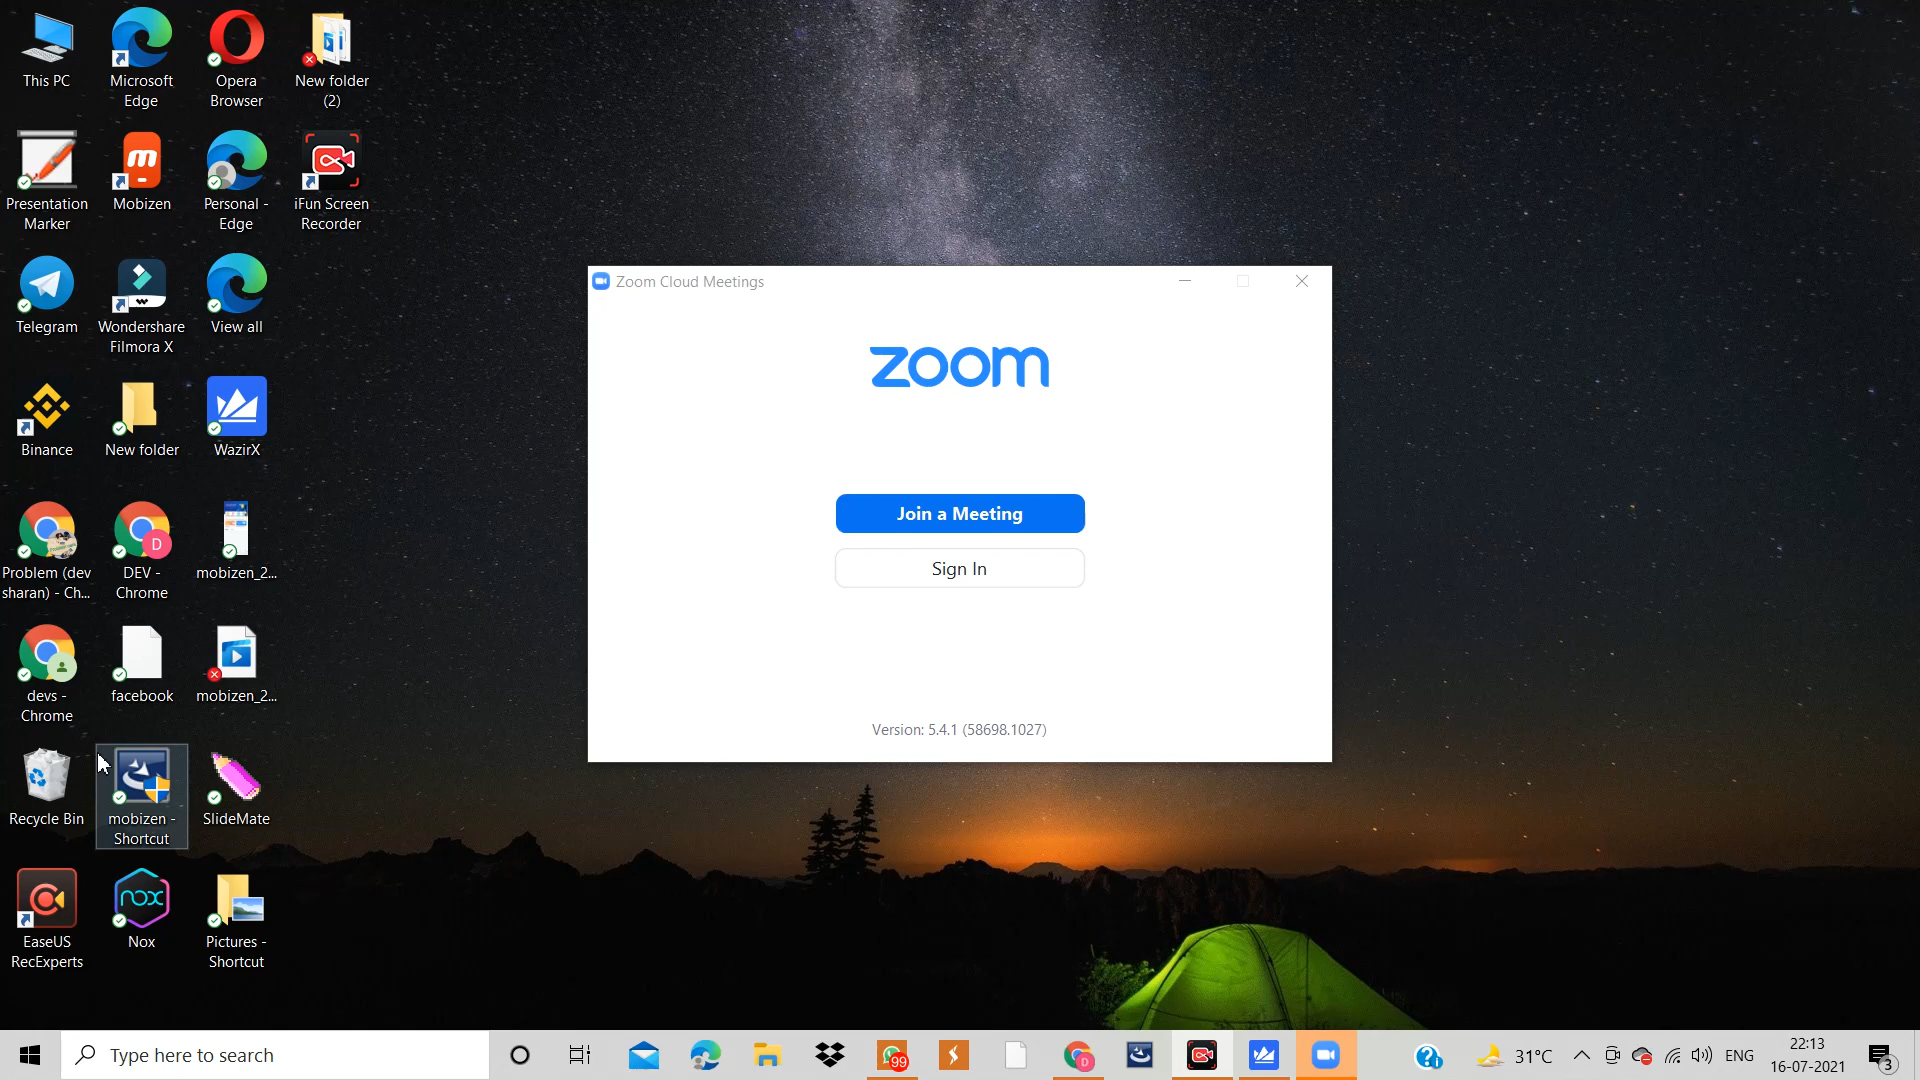 This PC
Microsoft
Edge
Opera
Browser
New folder
(2)
Presentation
Marker
Mobizen
Personal -
Edge
iFun Screen
Recorder
Telegram
Wondershare
Filmora X
View all
Binance
New folder
WazirX
Problem (dev
sharan) - Ch...
D
DEV -
Chrome
mobizen_2...
devs -
Chrome
facebook
mobizen_2...
Recycle Bin
mobizen -
Shortcut
SlideMate
EaseUS
RecExperts
nox
Nox
Pictures -
Shortcut
Zoom Cloud Meetings
zoom
Join a Meeting
Sign In
Version: 5.4.1 (58698.1027)
Type here to search
99
D
31°C
ENG
22:13
16-07-2021
3